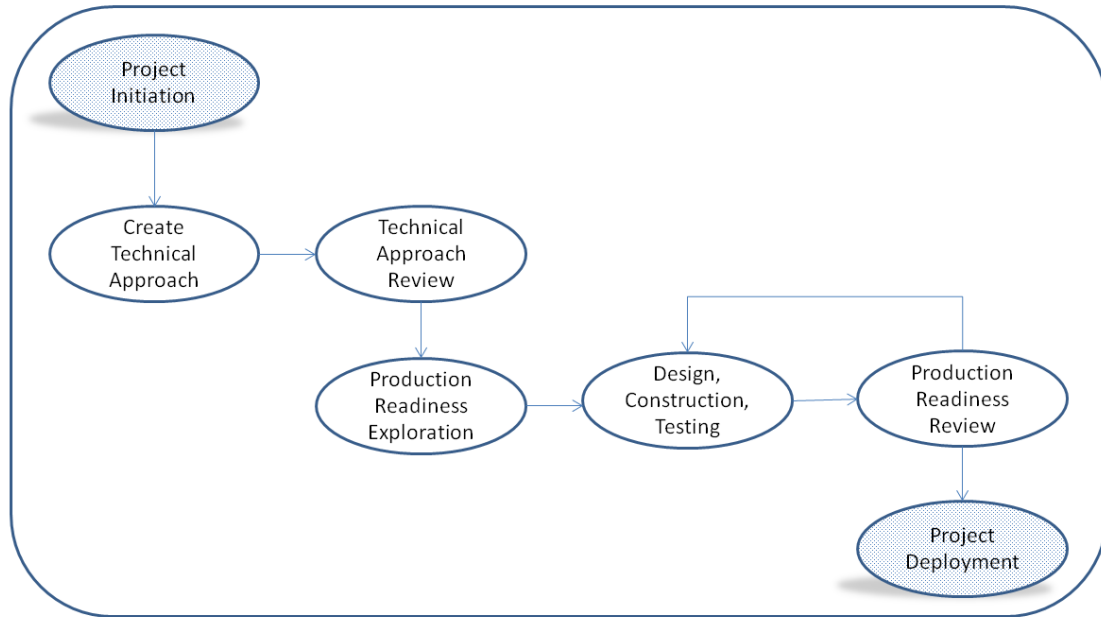 Project
Initiation
Create
Technical
Approach
Technical
Approach
Review
Production
Readiness
Exploration
Design,
Construction,
Testing
Production
Readiness
Review
Project
Deployment